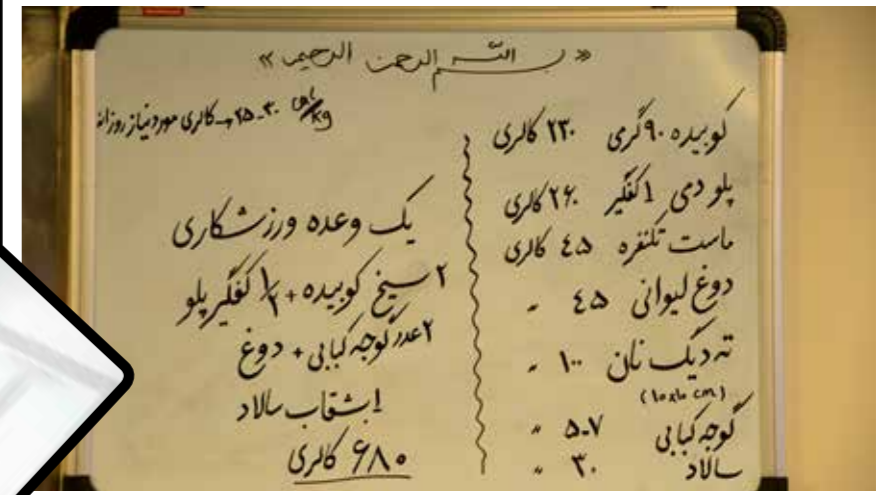 « بسم الله الرحمن الرحیم »
کوبیده ۹۰ گرمی ۲۳۰ کالری
پلو دمی ۱ کفگیر ۲۶۰ کالری
ماست تکنفره ۴۵ کالری
دوغ لیوانی ۴۵ "
ته دیگ نان ۱۰۰ "
(10x10 cm)
گوجه کبابی ۵-۷ "
سالاد ۳۰ "
کالری مورد نیاز روزانه → ۲۵-۳۰ cal/kg
یک وعده ورزشکاری
۲ سیخ کوبیده + ۱/۲ کفگیر پلو
۲ عدد گوجه کبابی + دوغ
۱ بشقاب سالاد
۶۸۰ کالری